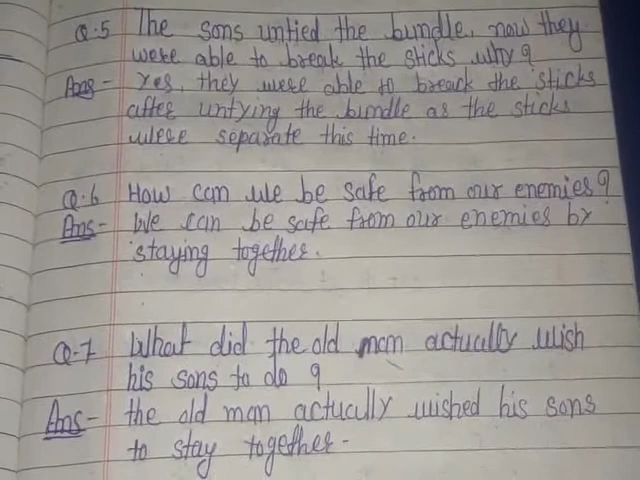 Q.5 The sons untied the bundle, now they
were able to break the sticks why?
Ans- Yes, they were able to breack the sticks
after untying the bundle as the sticks
were separate this time.
Q.6 How can we be safe from our enemies?
Ans- We can be safe from our enemies by
staying together.
Q.7 What did the old man actually wish
his sons to do?
Ans- the old man actually wished his sons
to stay together-